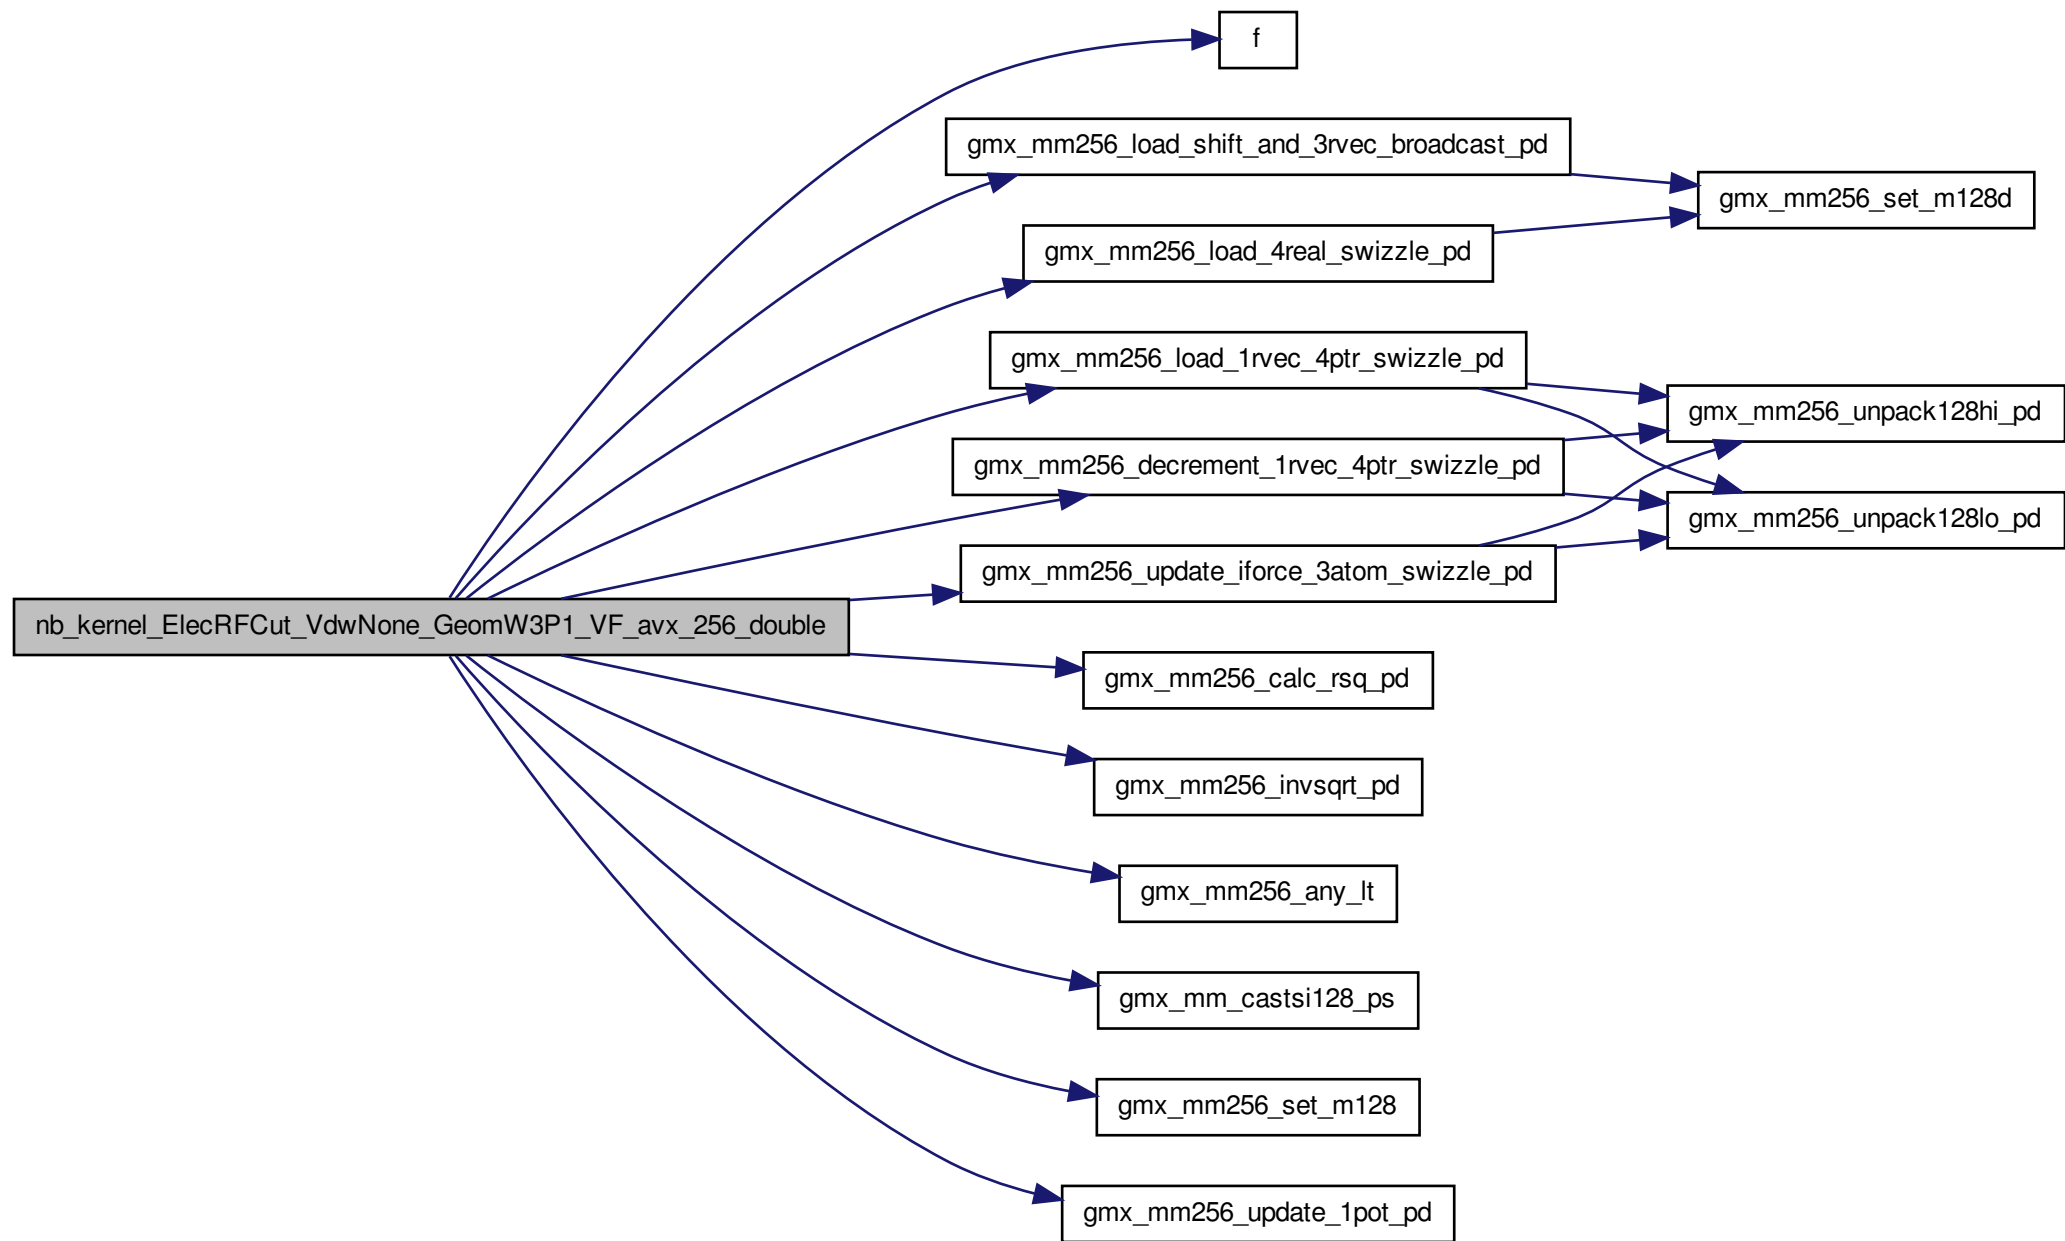 f
gmx_mm256_load_shift_and_3rvec_broadcast_pd
gmx_mm256_set_m128d
gmx_mm256_load_4real_swizzle_pd
gmx_mm256_load_1rvec_4ptr_swizzle_pd
gmx_mm256_unpack128hi_pd
gmx_mm256_decrement_1rvec_4ptr_swizzle_pd
gmx_mm256_unpack128lo_pd
gmx_mm256_update_iforce_3atom_swizzle_pd
nb_kernel_ElecRFCut_VdwNone_GeomW3P1_VF_avx_256_double
gmx_mm256_calc_rsq_pd
gmx_mm256_invsqrt_pd
gmx_mm256_any_lt
gmx_mm_castsi128_ps
gmx_mm256_set_m128
gmx_mm256_update_1pot_pd